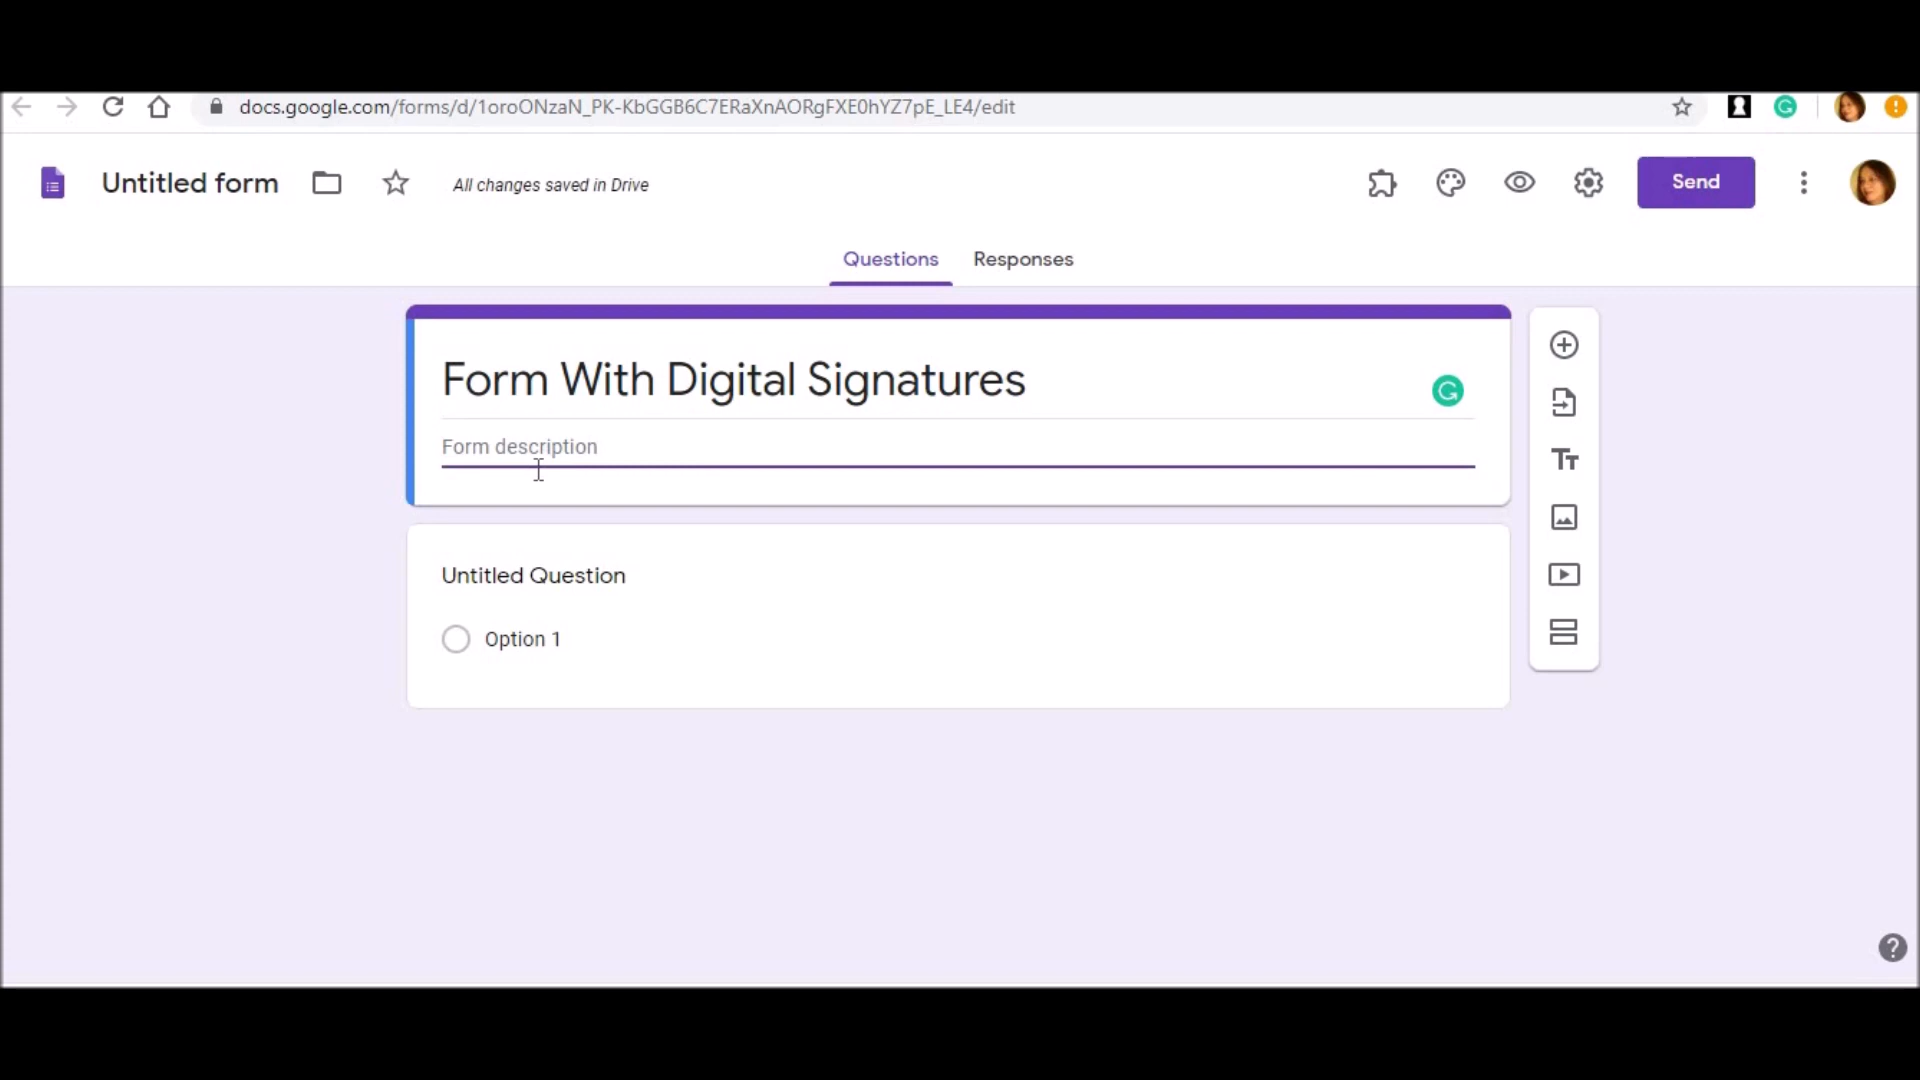 docs.google.com/forms/d/1oroONzaN_PK-KbGGB6C7ERaXnAORgFXE0hYZ7pE_LE4/edit
Untitled form
All changes saved in Drive
Send
Questions
Responses
Form With Digital Signatures
Form description
Untitled Question
Option 1